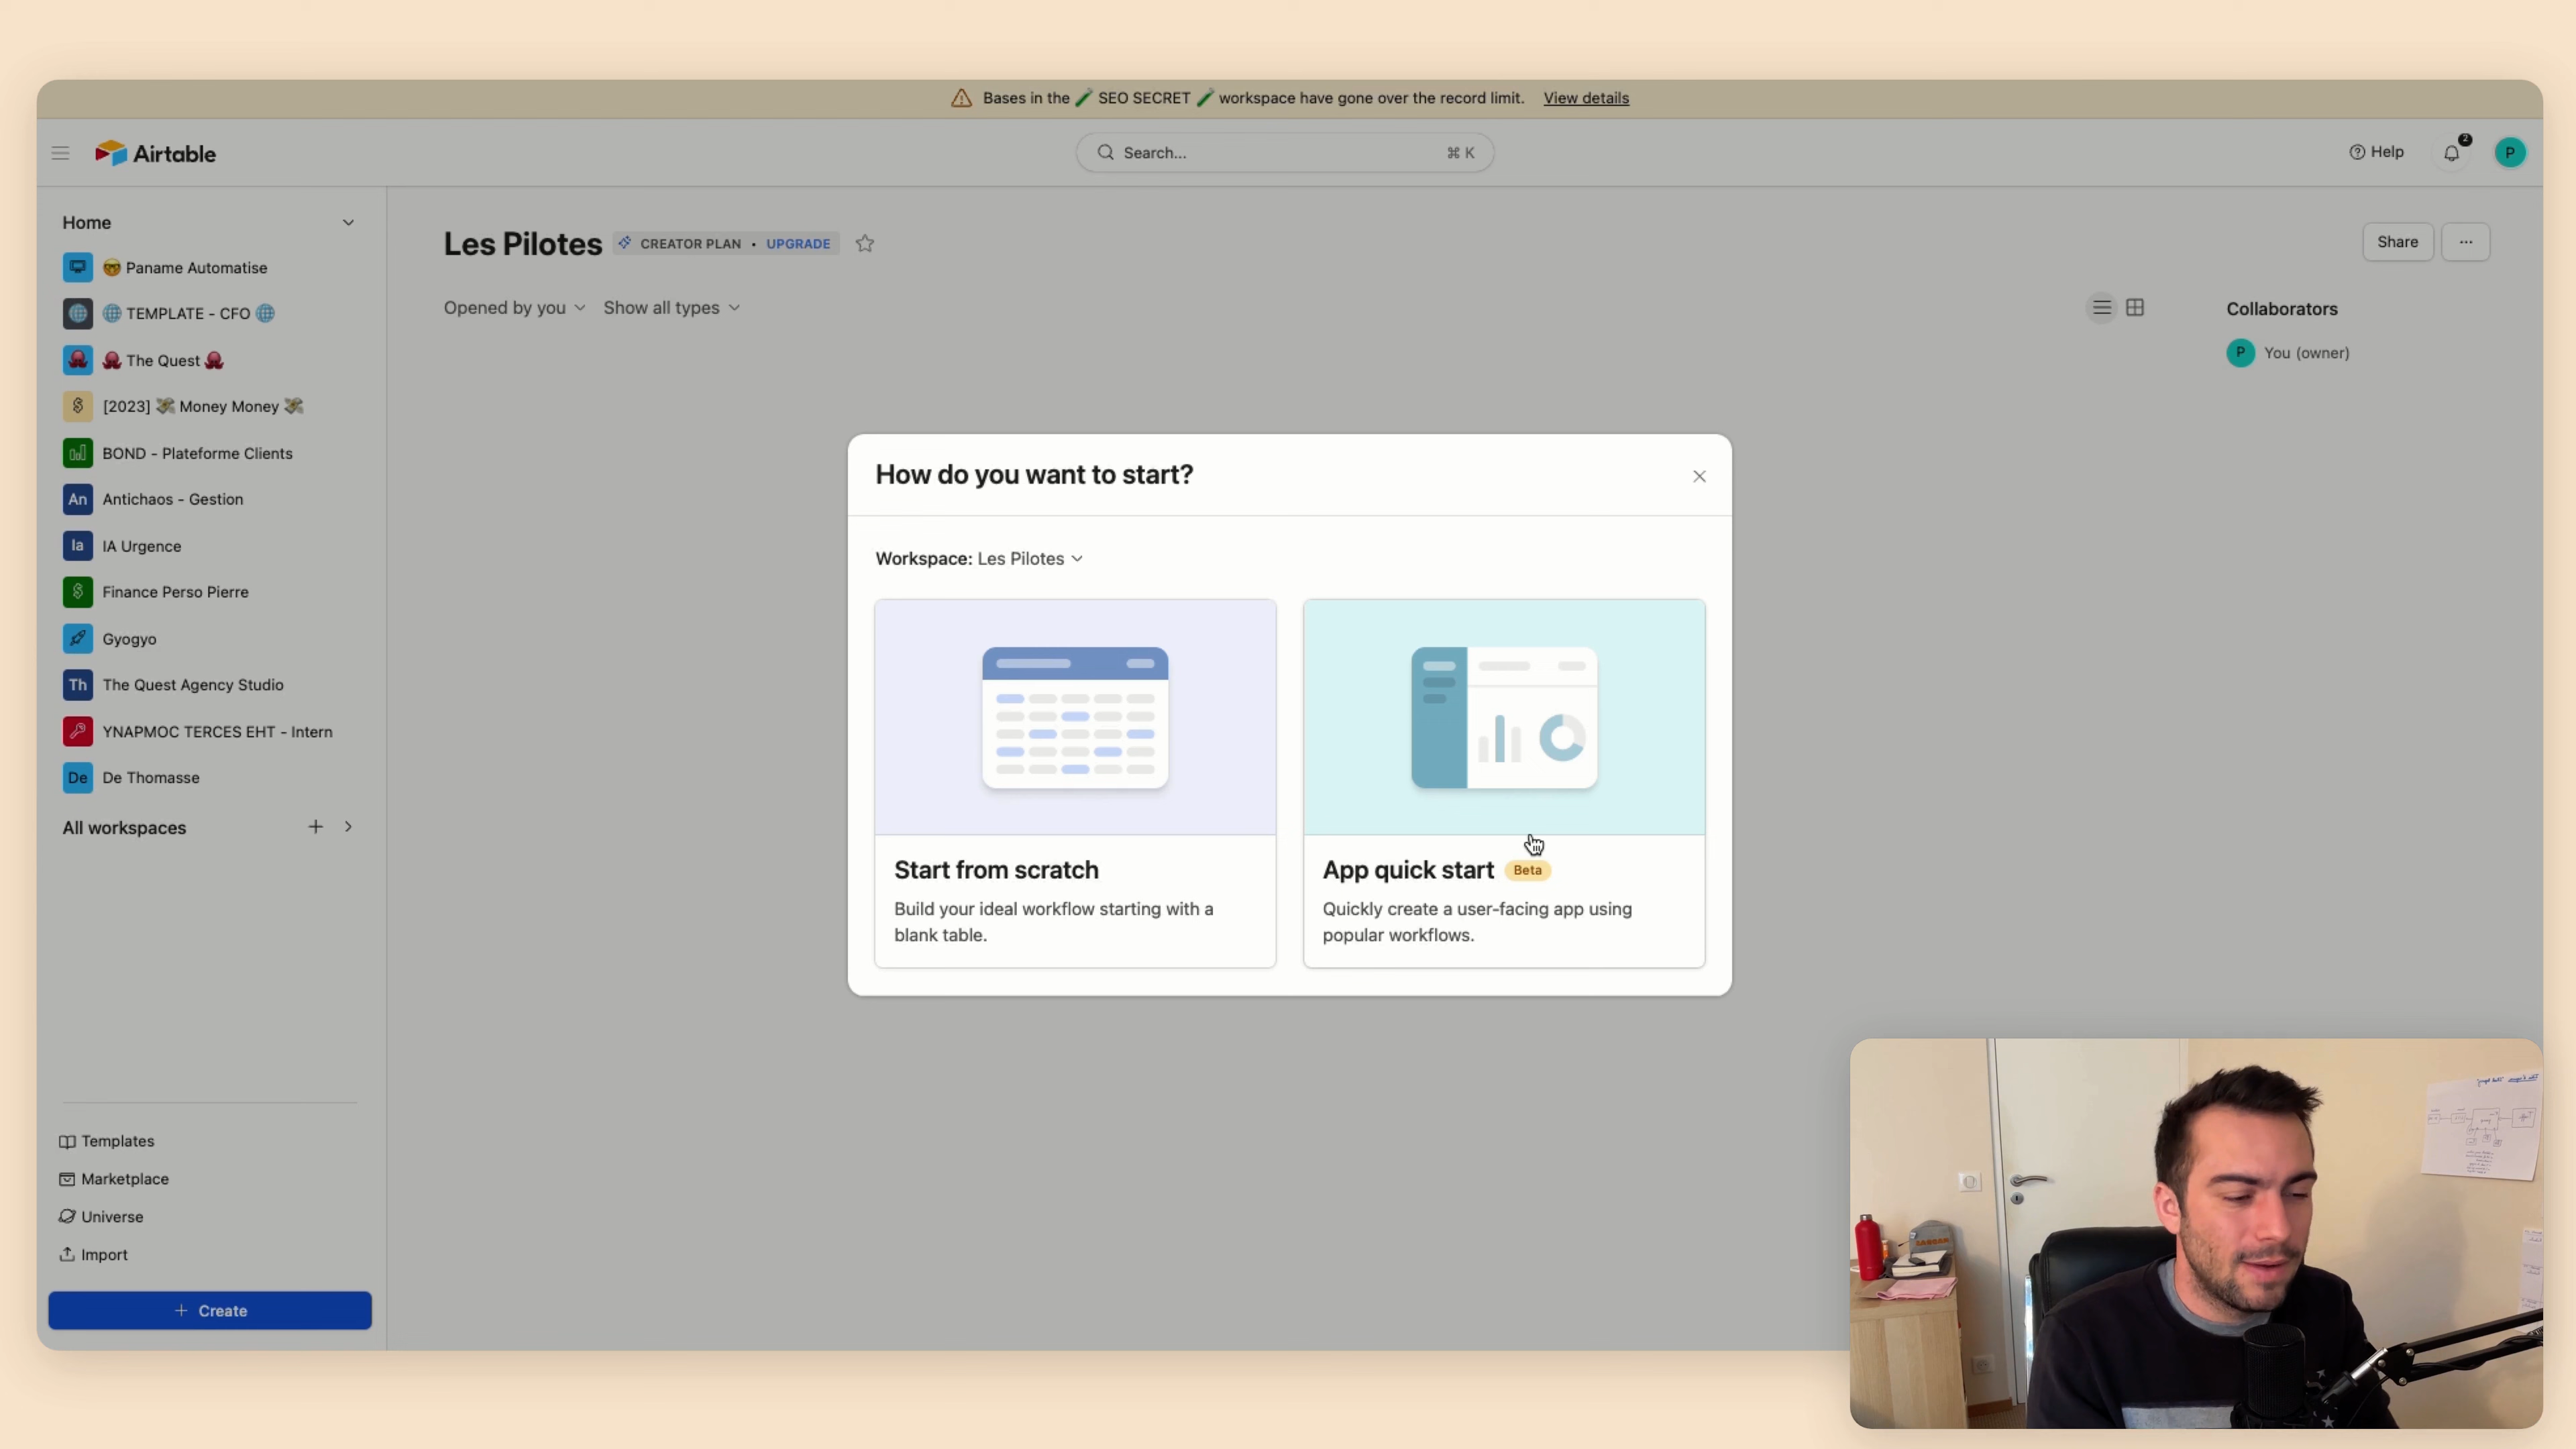 Bases in the 🧪 SEO SECRET 🧪 workspace have gone over the record limit. View details
Airtable
Search... ⌘ K
Help
2
P
Home
🤓 Paname Automatise
🌐 TEMPLATE - CFO 🌐
🐙 The Quest 🐙
[2023] 💸 Money Money 💸
BOND - Plateforme Clients
An Antichaos - Gestion
Ia IA Urgence
Finance Perso Pierre
Gyogyo
Th The Quest Agency Studio
YNAPMOC TERCES EHT - Intern
De De Thomasse
All workspaces
Templates
Marketplace
Universe
Import
+ Create
Les Pilotes CREATOR PLAN • UPGRADE
Share ...
Opened by you Show all types
Collaborators
P You (owner)
How do you want to start?
Workspace: Les Pilotes
Start from scratch
Build your ideal workflow starting with a
blank table.
App quick start Beta
Quickly create a user-facing app using
popular workflows.